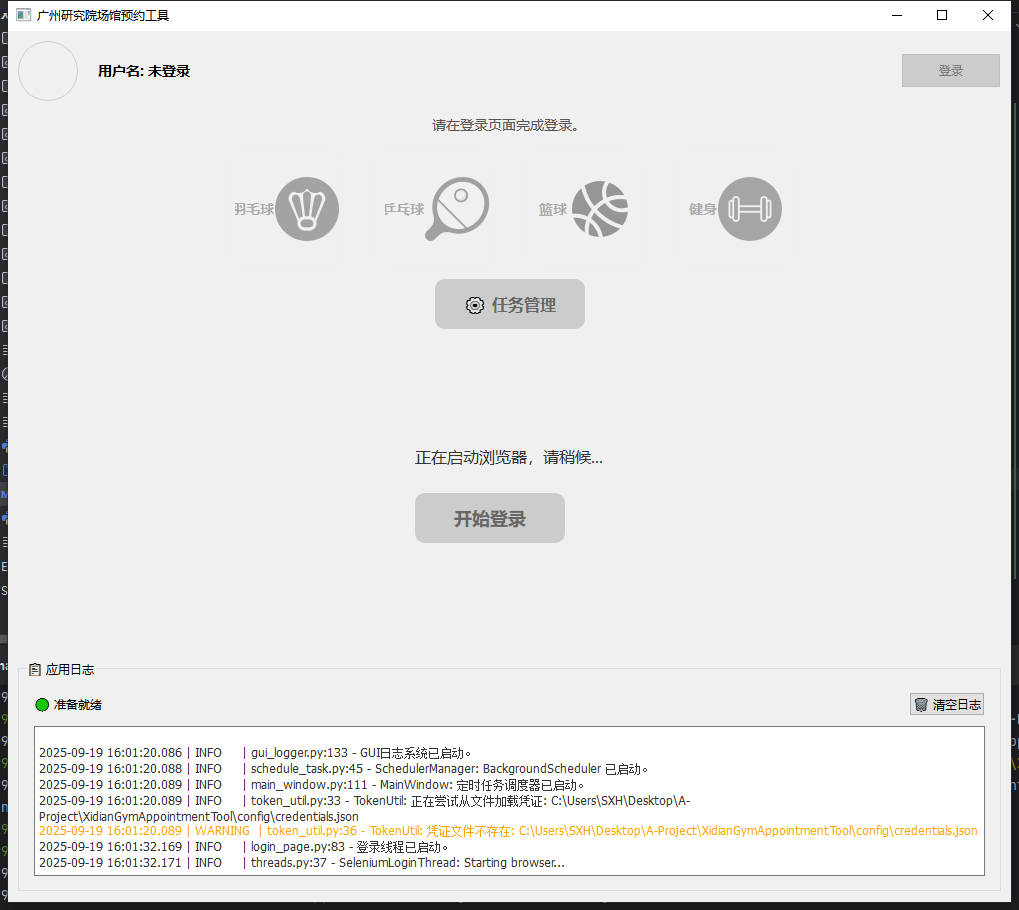 广州研究院场馆预约工具
用户名: 未登录
登录
请在登录页面完成登录。
羽毛球
乒乓球
篮球
健身
任务管理
正在启动浏览器，请稍候...
开始登录
应用日志
准备就绪
清空日志
2025-09-19 16:01:20.086 | INFO | gui_logger.py:133 - GUI日志系统已启动。
2025-09-19 16:01:20.088 | INFO | schedule_task.py:45 - SchedulerManager: BackgroundScheduler 已启动。
2025-09-19 16:01:20.089 | INFO | main_window.py:111 - MainWindow: 定时任务调度器已启动。
2025-09-19 16:01:20.089 | INFO | token_util.py:33 - TokenUtil: 正在尝试从文件加载凭证: C:\Users\SXH\Desktop\A-
Project\XidianGymAppointmentTool\config\credentials.json
2025-09-19 16:01:20.089 | WARNING | token_util.py:36 - TokenUtil: 凭证文件不存在: C:\Users\SXH\Desktop\A-Project\XidianGymAppointmentTool\config\credentials.json
2025-09-19 16:01:32.169 | INFO | login_page.py:83 - 登录线程已启动。
2025-09-19 16:01:32.171 | INFO | threads.py:37 - SeleniumLoginThread: Starting browser...